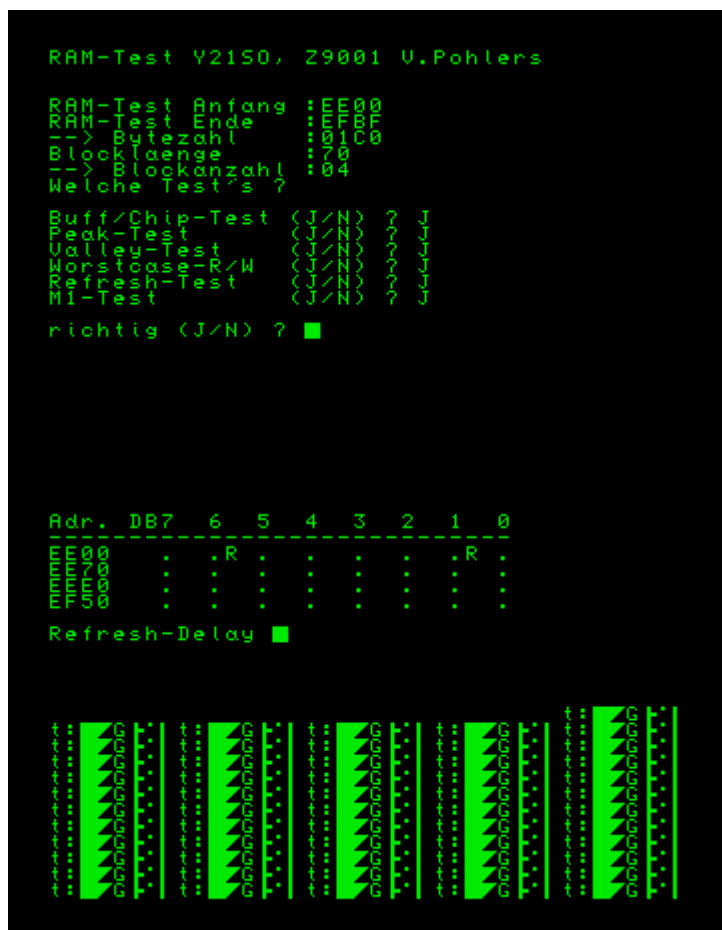 RAM-Test Y21SO, Z9001 V.Pohlers
RAM-Test Anfang :EE00
RAM-Test Ende :EFBF
--> Bytezahl :01C0
Blocklaenge :70
--> Blockanzahl :04
Welche Test's ?
Buff/Chip-Test (J/N) ? J
Peak-Test (J/N) ? J
Valley-Test (J/N) ? J
Worstcase-R/W (J/N) ? J
Refresh-Test (J/N) ? J
M1-Test (J/N) ? J
richtig (J/N) ?
Adr. DB7 6 5 4 3 2 1 0
------------------------------
EE00 . .R . . . . .R .
EE70 . . . . . . . .
EEE0 . . . . . . . .
EF50 . . . . . . . .
Refresh-Delay